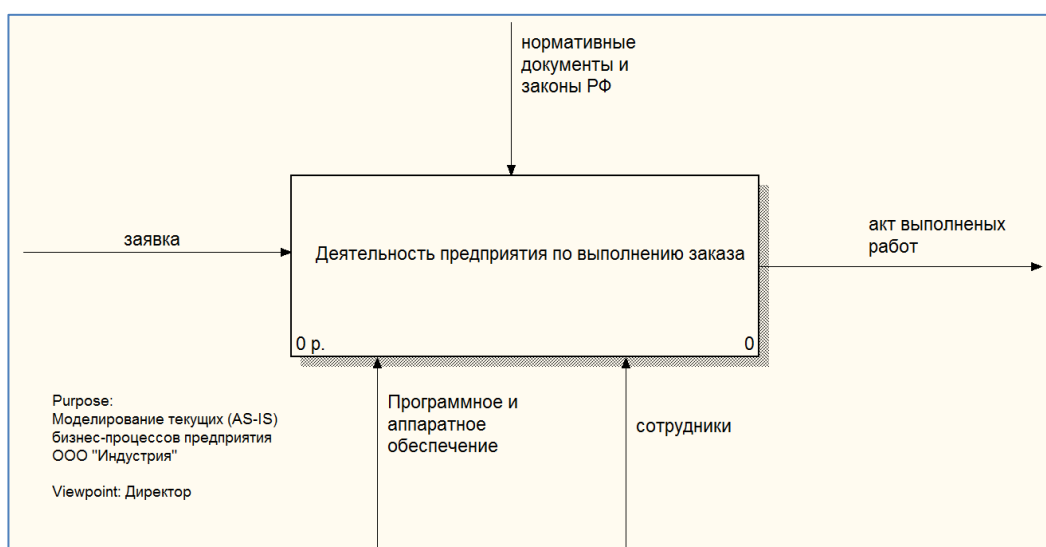 нормативные
документы и
законы РФ
заявка
акт выполненых
работ
Деятельность предприятия по выполнению заказа
0 р.
0
Purpose:
Моделирование текущих (AS-IS)
бизнес-процессов предприятия
ООО "Индустрия"
Viewpoint: Директор
Программное и
аппаратное
обеспечение
сотрудники